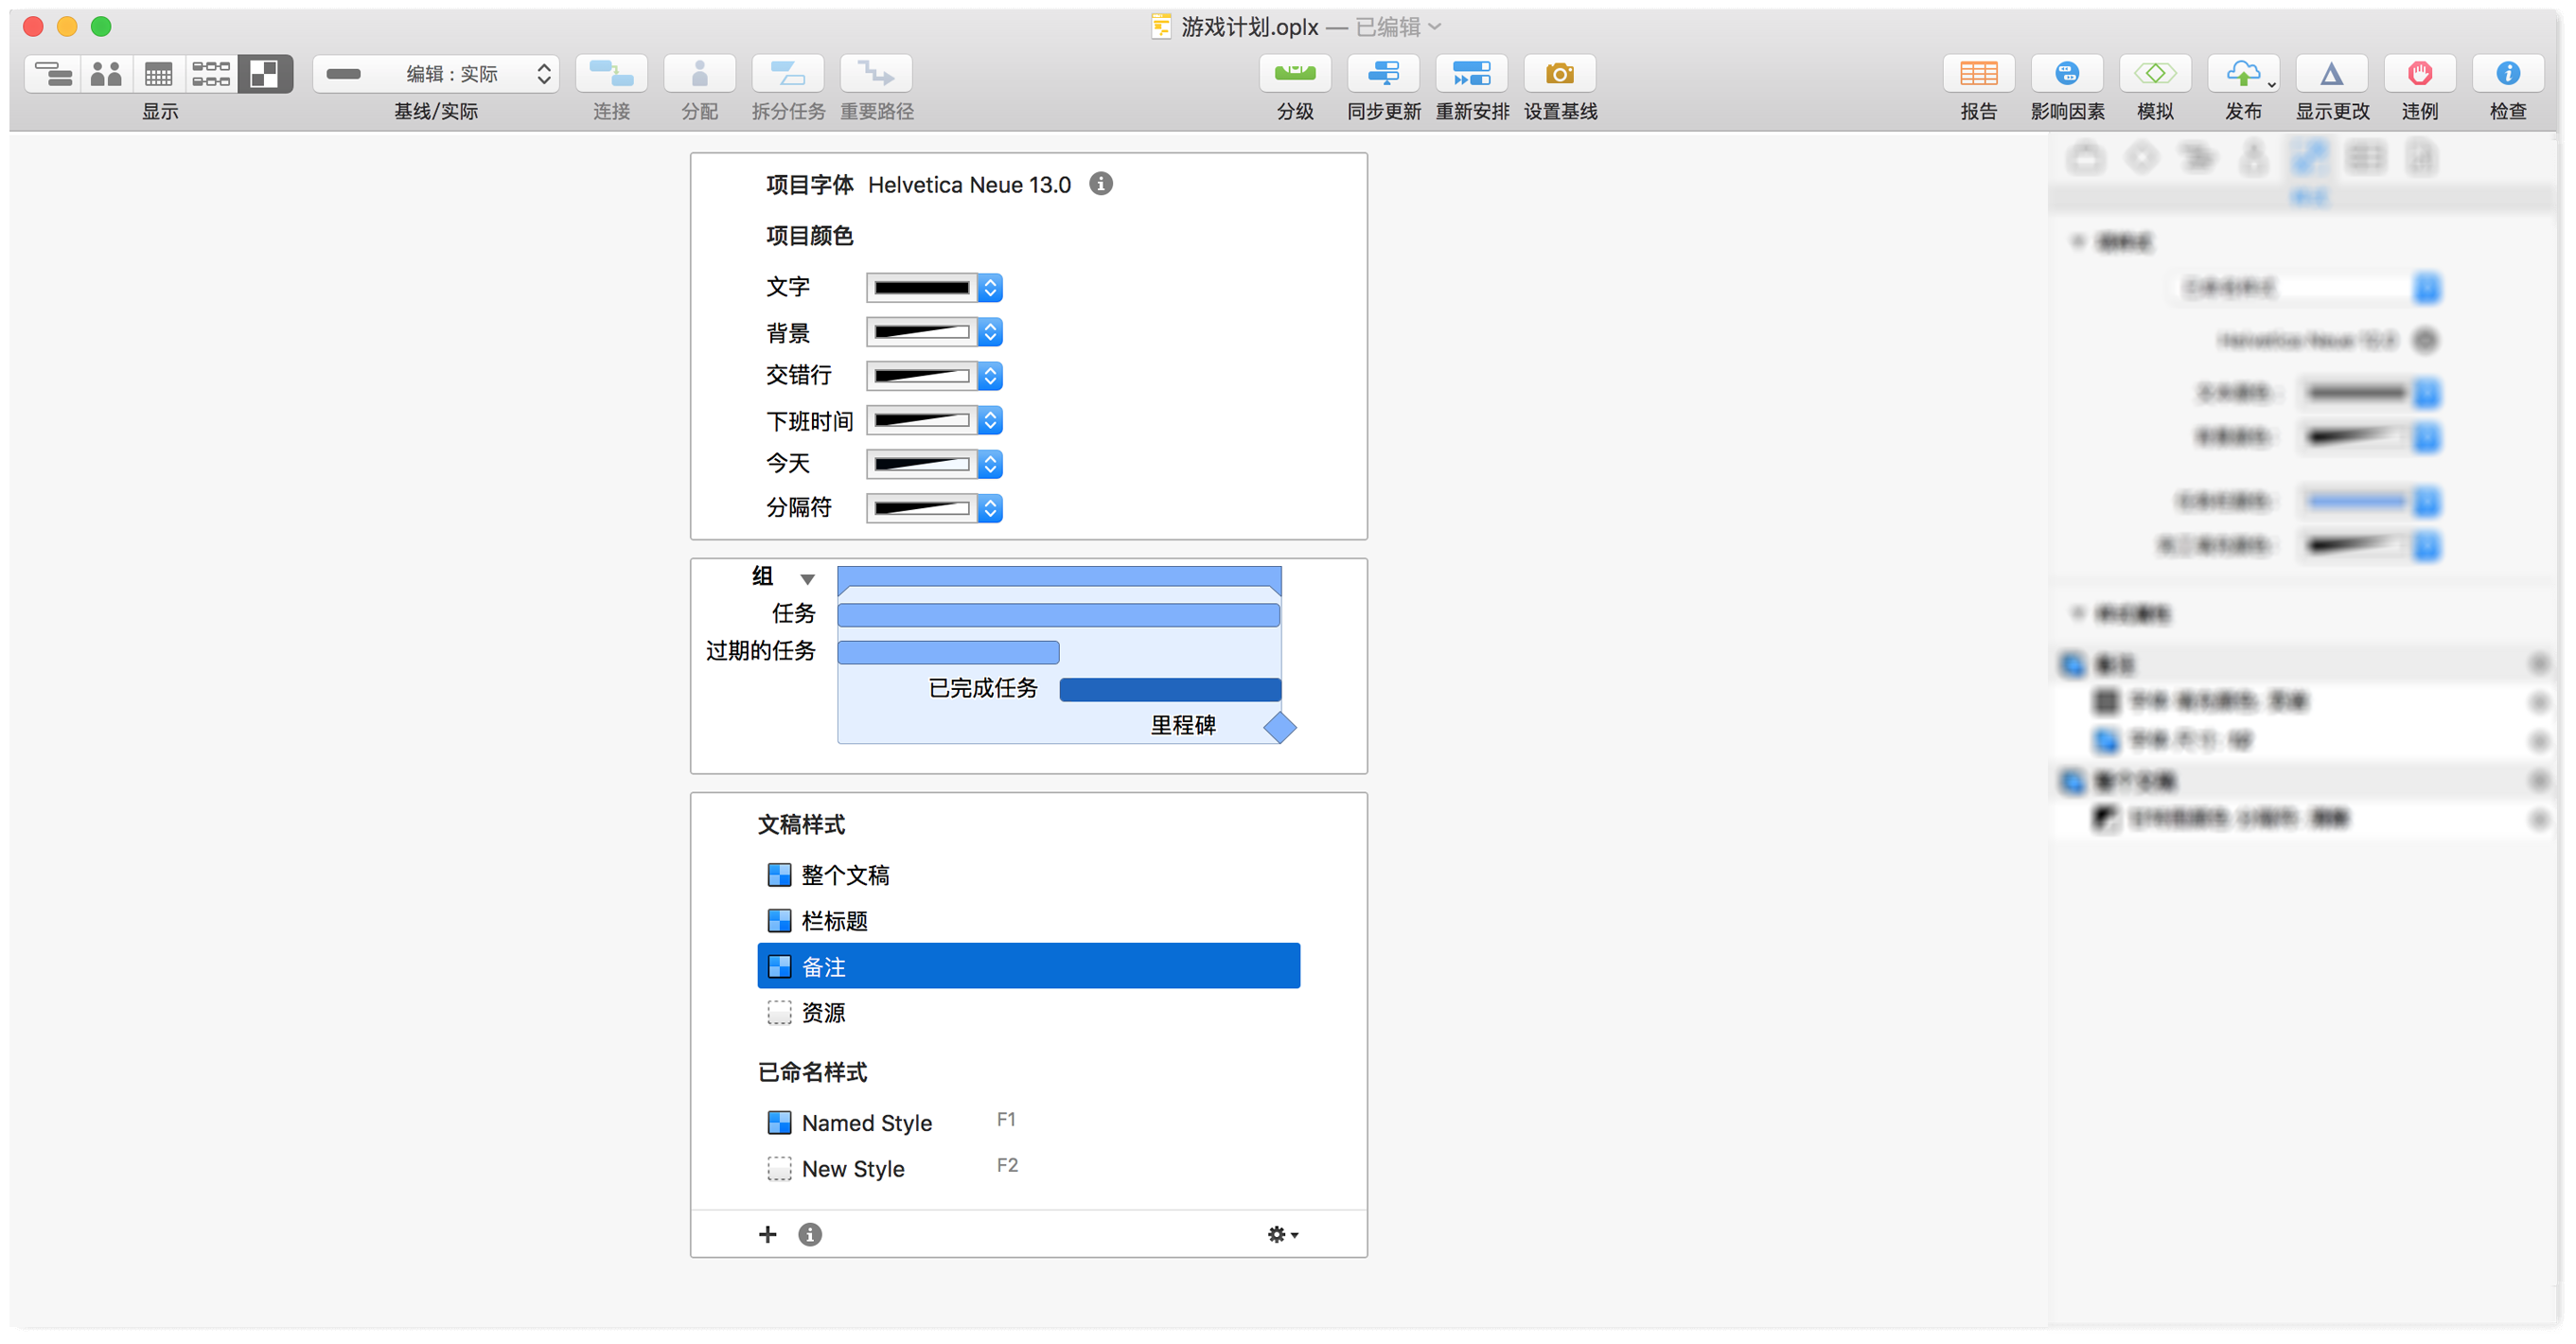 游戏计划.oplx — 已编辑
编辑：实际
显示
基线/实际
连接
分配
拆分任务
重要路径
分级
同步更新
重新安排
设置基线
报告
影响因素
模拟
发布
显示更改
违例
检查
项目字体 Helvetica Neue 13.0
项目颜色
文字
背景
交错行
下班时间
今天
分隔符
组
任务
过期的任务
已完成任务
里程碑
文稿样式
整个文稿
栏标题
备注
资源
已命名样式
Named Style F1
New Style F2